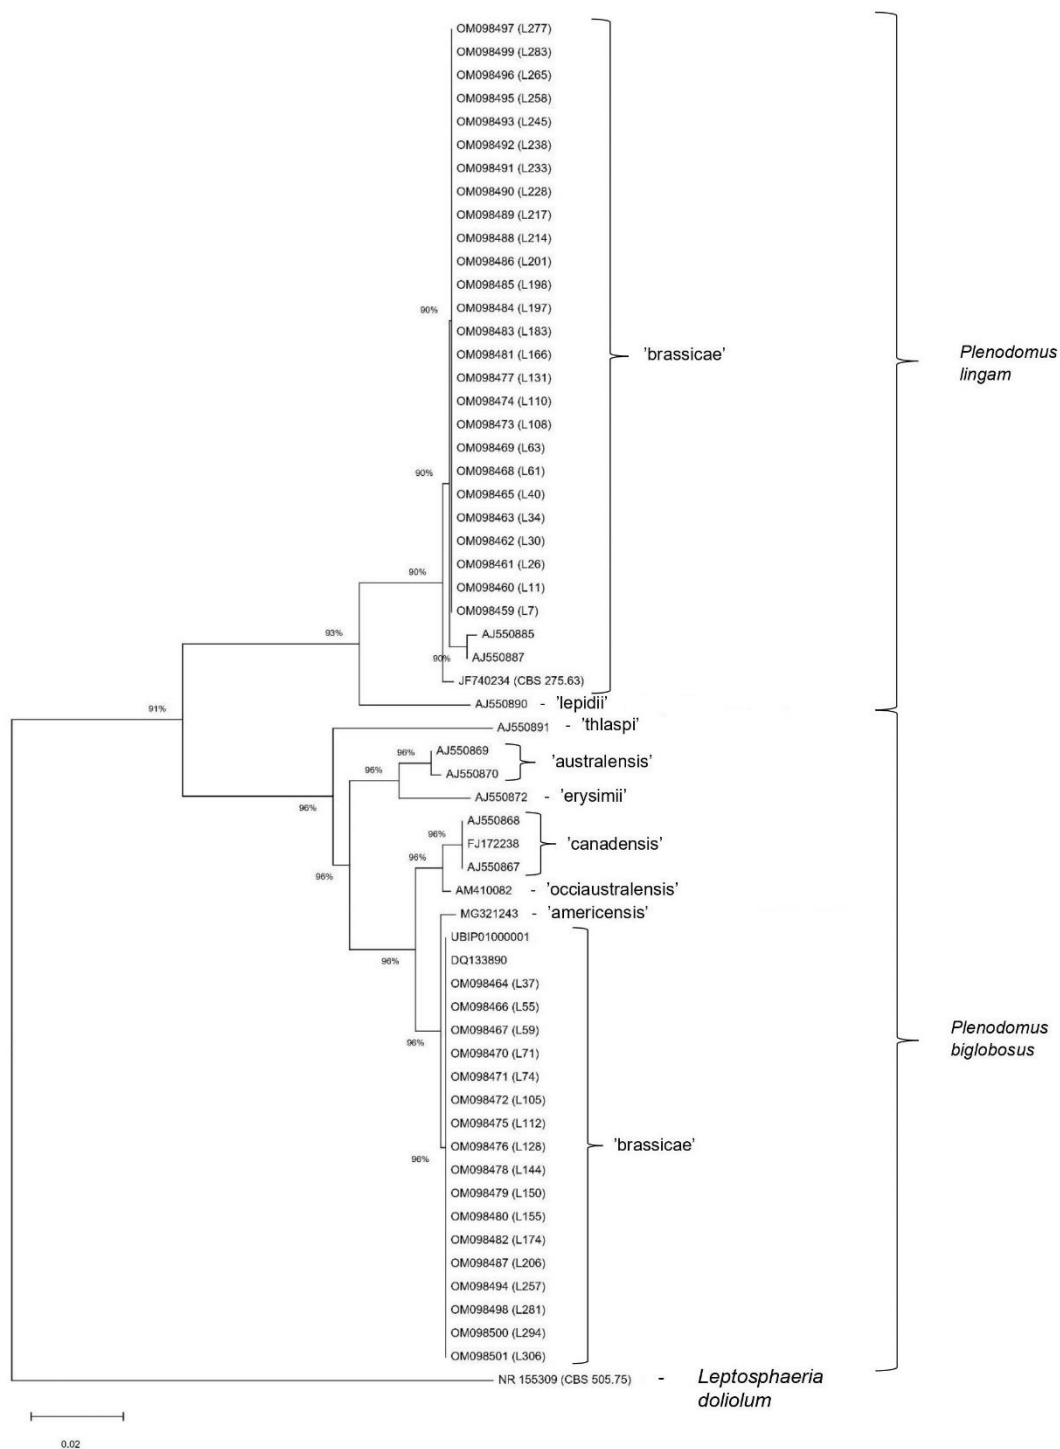 OM098497 (L277)
OM098499 (L283)
OM098496 (L265)
OM098495 (L258)
OM098493 (L245)
OM098492 (L238)
OM098491 (L233)
OM098490 (L228)
OM098489 (L217)
OM098488 (L214)
OM098486 (L201)
OM098485 (L198)
90%
OM098484 (L197)
OM098483 (L183)
OM098481 (L166)
’brassicae’
Plenodomus
lingam
OM098477 (L131)
OM098474 (L110)
OM098473 (L108)
OM098469 (L63)
90%
OM098468 (L61)
OM098465 (L40)
OM098463 (L34)
OM098462 (L30)
OM098461 (L26)
90%
OM098460 (L11)
OM098459 (L7)
93%
AJ550885
90%
AJ550887
JF740234 (CBS 275.63)
91%
AJ550890 - ’lepidii’
AJ550891 - ’thlaspi’
96%
AJ550869
’australensis’
96%
AJ550870
AJ550872 - ’erysimii’
96%
AJ550868
96%
FJ172238
’canadensis’
96%
AJ550867
96%
AM410082 - ’occiaustralensis’
MG321243 - ’americensis’
UBIP01000001
96%
DQ133890
OM098464 (L37)
OM098466 (L55)
OM098467 (L59)
Plenodomus
biglobosus
96%
OM098470 (L71)
OM098471 (L74)
OM098472 (L105)
OM098475 (L112)
OM098476 (L128)
’brassicae’
96%
OM098478 (L144)
OM098479 (L150)
OM098480 (L155)
OM098482 (L174)
OM098487 (L206)
OM098494 (L257)
OM098498 (L281)
OM098500 (L294)
OM098501 (L306)
NR 155309 (CBS 505.75) - Leptosphaeria
doliolum
0.02